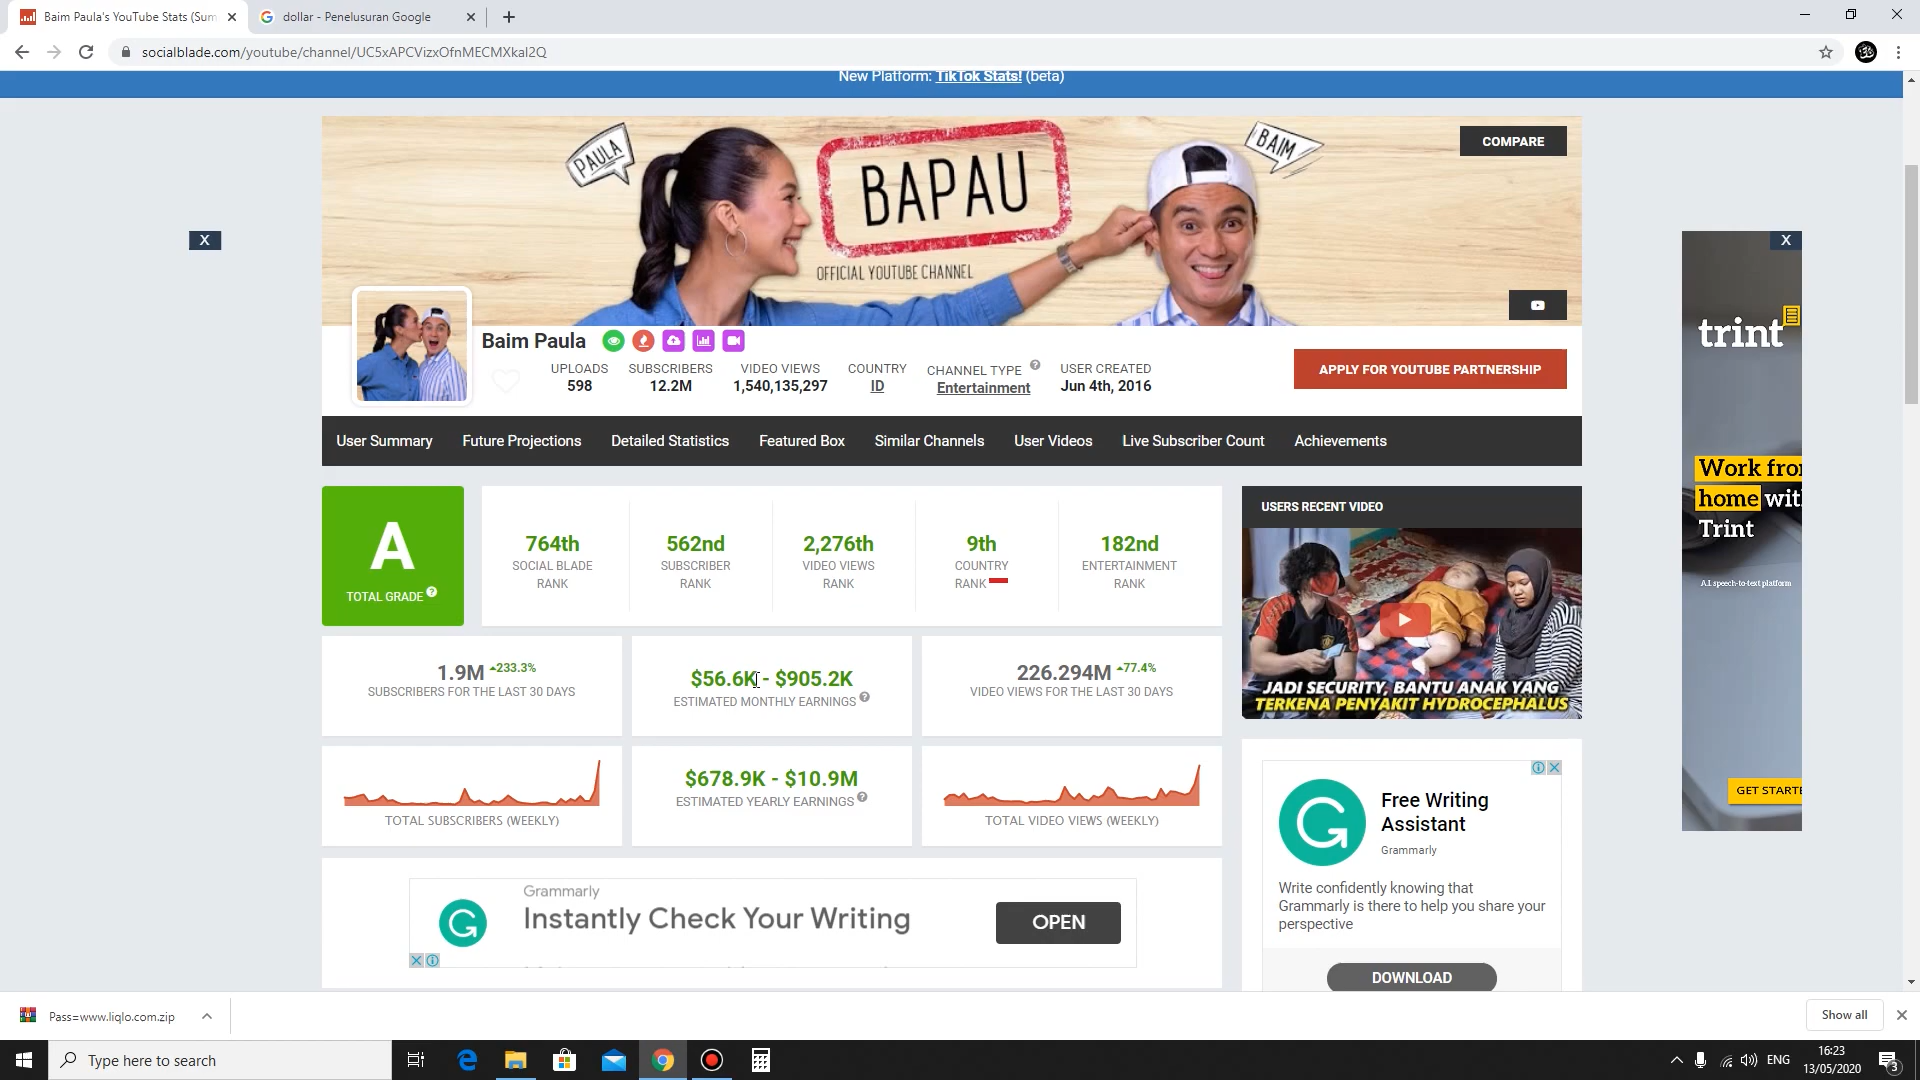 Baim Paula's YouTube Stats (Sum
dollar - Penelusuran Google
socialblade.com/youtube/channel/UC5xAPCVizxOfnMECMXkal2Q
New Platform: TikTok Stats! (beta)
PAULA
BAPAU
BAIM
OFFICIAL YOUTUBE CHANNEL
COMPARE
X
X
Baim Paula
UPLOADS
598
SUBSCRIBERS
12.2M
VIDEO VIEWS
1,540,135,297
COUNTRY
ID
CHANNEL TYPE
Entertainment
USER CREATED
Jun 4th, 2016
APPLY FOR YOUTUBE PARTNERSHIP
User Summary
Future Projections
Detailed Statistics
Featured Box
Similar Channels
User Videos
Live Subscriber Count
Achievements
A
TOTAL GRADE
764th
SOCIAL BLADE
RANK
562nd
SUBSCRIBER
RANK
2,276th
VIDEO VIEWS
RANK
9th
COUNTRY
RANK
182nd
ENTERTAINMENT
RANK
1.9M 233.3%
SUBSCRIBERS FOR THE LAST 30 DAYS
$56.6K - $905.2K
ESTIMATED MONTHLY EARNINGS
226.294M 77.4%
VIDEO VIEWS FOR THE LAST 30 DAYS
TOTAL SUBSCRIBERS (WEEKLY)
$678.9K - $10.9M
ESTIMATED YEARLY EARNINGS
TOTAL VIDEO VIEWS (WEEKLY)
USERS RECENT VIDEO
JADI SECURITY, BANTU ANAK YANG
TERKENA PENYAKIT HYDROCEPHALUS
Grammarly
Instantly Check Your Writing
OPEN
Free Writing
Assistant
Grammarly
Write confidently knowing that
Grammarly is there to help you share your
perspective
DOWNLOAD
trint
Work fro
home wit
Trint
A.I. speech-to-text platform
GET START
Pass=www.liqlo.com.zip
Show all
Type here to search
ENG
16:23
13/05/2020
3